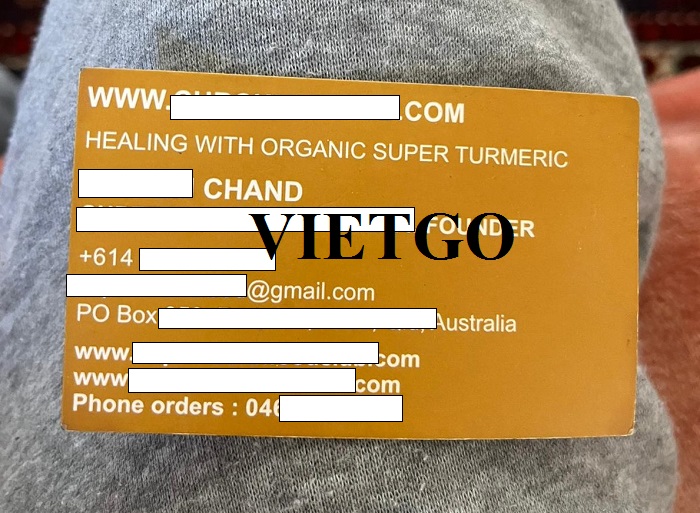 WWW. .COM
HEALING WITH ORGANIC SUPER TURMERIC
CHAND
FOUNDER
VIETGO
+614
@gmail.com
PO Box Australia
www. .com
www .com
Phone orders : 046